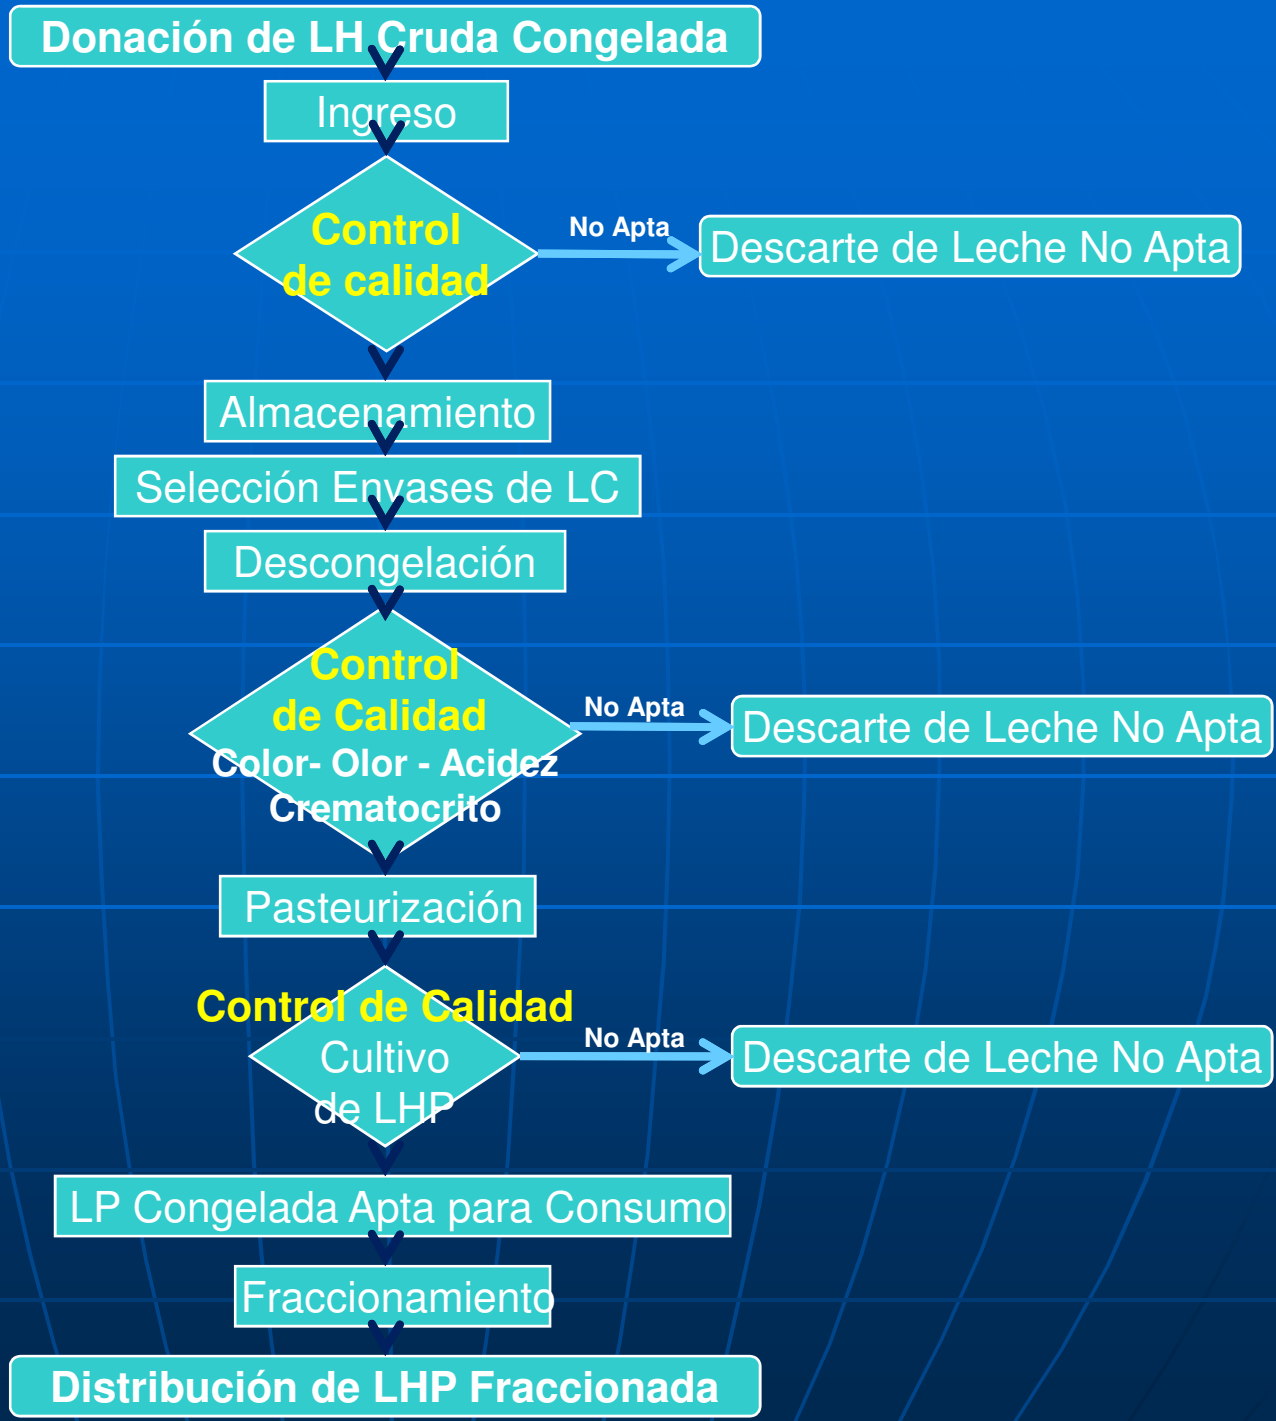 Donación de LH Cruda Congelada
Ingreso
Control
de calidad
No Apta
Descarte de Leche No Apta
Almacenamiento
Selección Envases de LC
Descongelación
Control
de Calidad
Color- Olor - Acidez
Crematocrito
No Apta
Descarte de Leche No Apta
Pasteurización
Control de Calidad
Cultivo
de LHP
No Apta
Descarte de Leche No Apta
LP Congelada Apta para Consumo
Fraccionamiento
Distribución de LHP Fraccionada